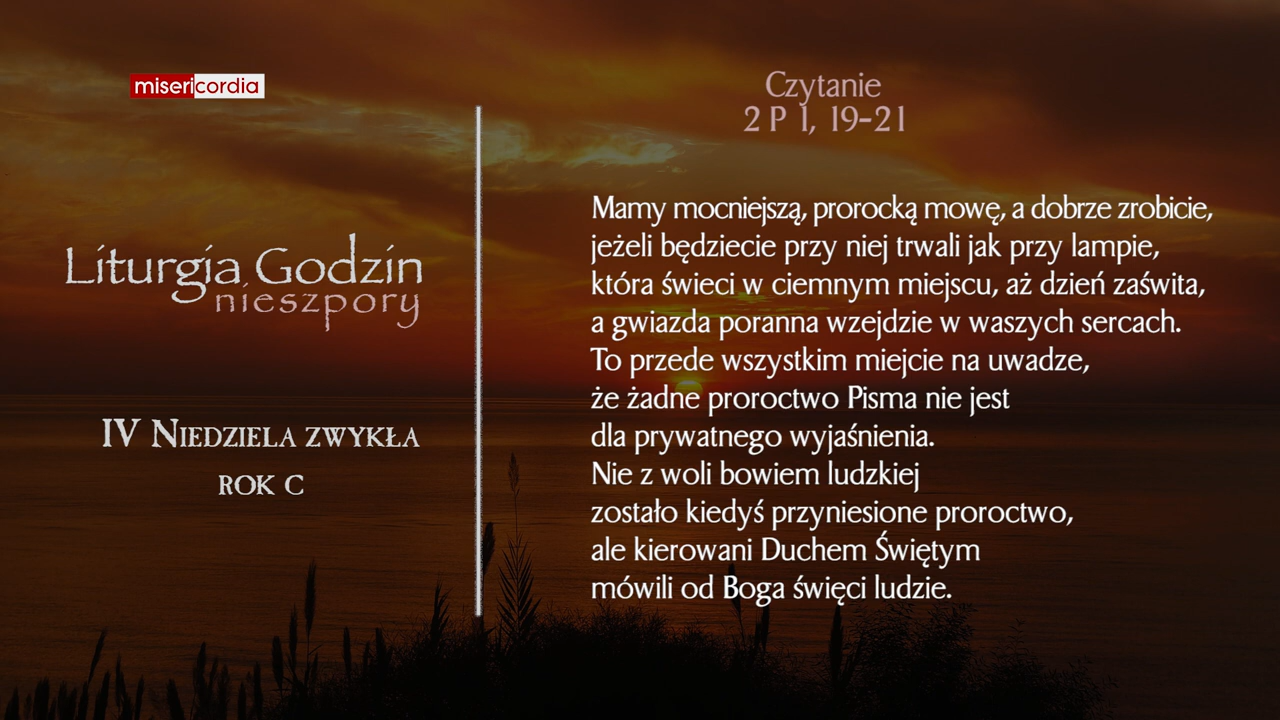 misericordia
Liturgia Godzin
nieszpory
IV Niedziela zwykła
rok C
Czytanie
2 P 1, 19-21
Mamy mocniejszą, prorocką mowę, a dobrze zrobicie,
jeżeli będziecie przy niej trwali jak przy lampie,
która świeci w ciemnym miejscu, aż dzień zaświta,
a gwiazda poranna wzejdzie w waszych sercach.
To przede wszystkim miejcie na uwadze,
że żadne proroctwo Pisma nie jest
dla prywatnego wyjaśnienia.
Nie z woli bowiem ludzkiej
zostało kiedyś przyniesione proroctwo,
ale kierowani Duchem Świętym
mówili od Boga święci ludzie.